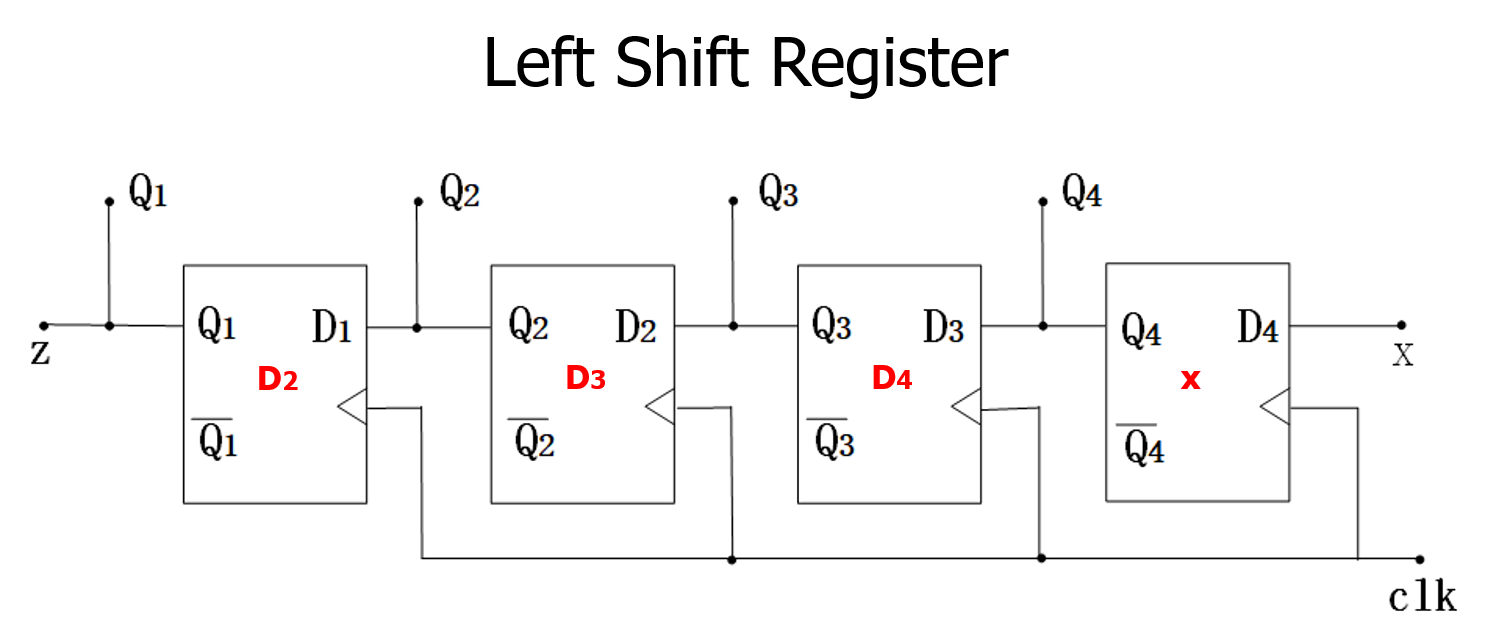 Left Shift Register
Q1 Q2 Q3 Q4
z Q1 D1 Q2 D2 Q3 D3 Q4 D4 x
D2 D3 D4 x
Q1 Q2 Q3 Q4
clk